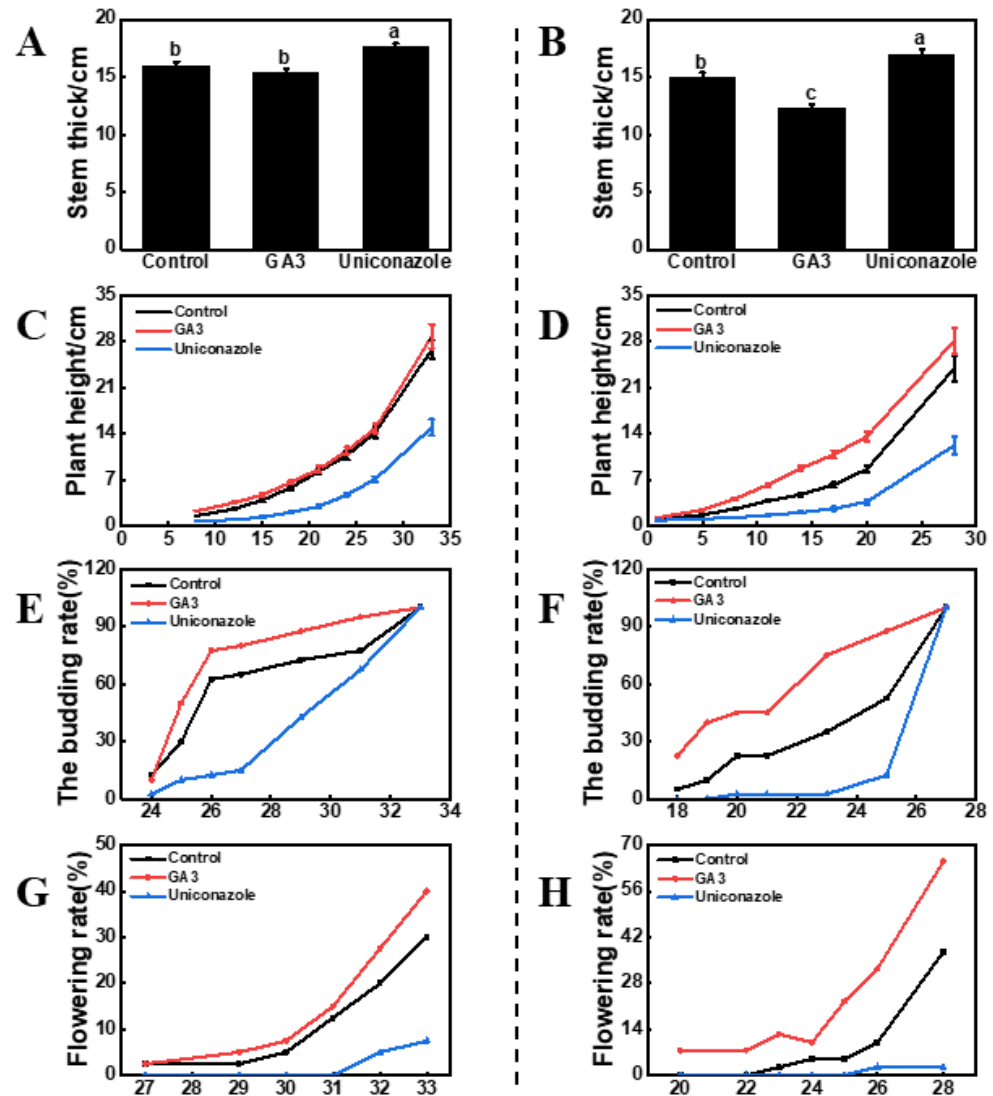 A
Stem thick/cm
20
15
10
5
0
b
b
a
Control
GA3
Uniconazole
B
Stem thick/cm
20
15
10
5
0
b
c
a
Control
GA3
Uniconazole
C
Plant height/cm
35
28
21
14
7
0
Control
GA3
Uniconazole
0 5 10 15 20 25 30 35
D
Plant height/cm
35
28
21
14
7
0
Control
GA3
Uniconazole
0 5 10 15 20 25 30
E
The budding rate(%)
120
90
60
30
0
Control
GA3
Uniconazole
24 26 28 30 32 34
F
The budding rate(%)
120
90
60
30
0
Control
GA3
Uniconazole
18 20 22 24 26 28
G
Flowering rate(%)
50
40
30
20
10
0
Control
GA3
Uniconazole
27 28 29 30 31 32 33
H
Flowering rate(%)
70
56
42
28
14
0
Control
GA3
Uniconazole
20 22 24 26 28